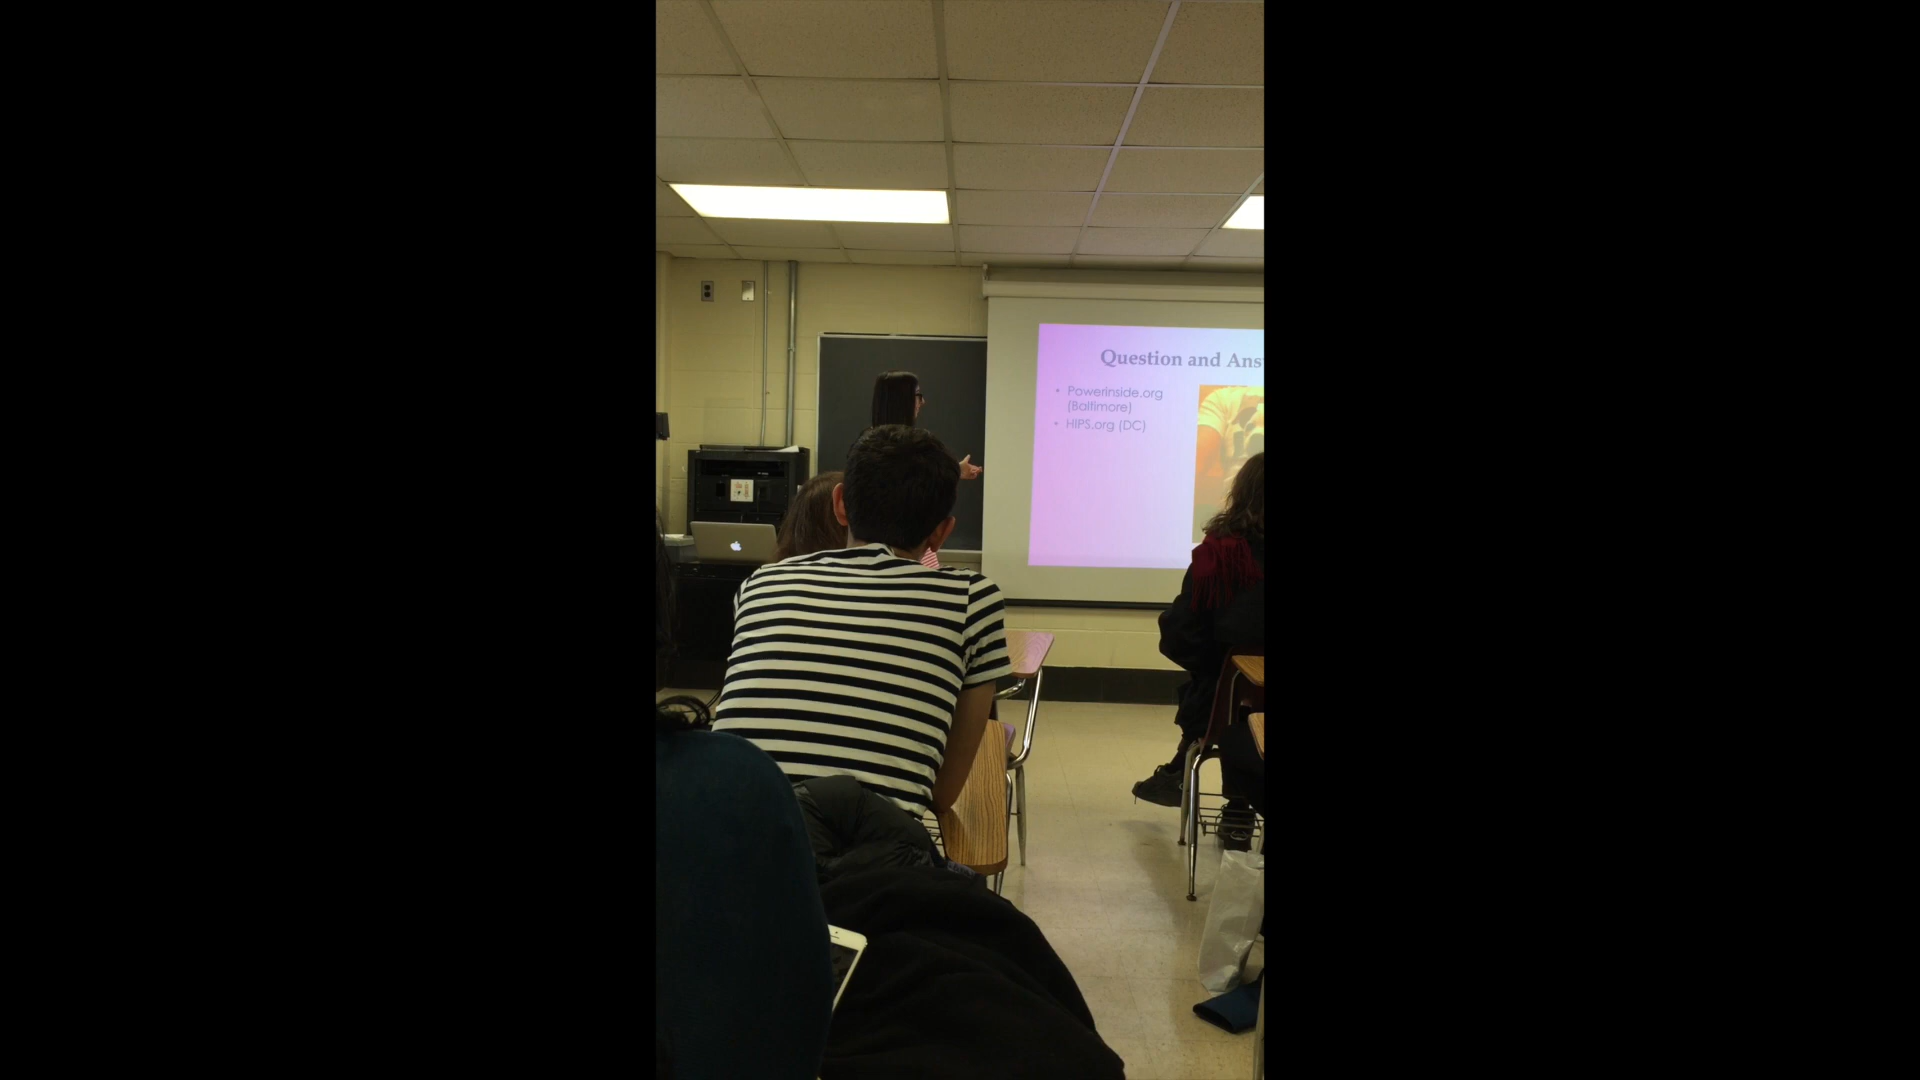 Question and Ans
• PowerInside.org
(Baltimore)
• HIPS.org (DC)